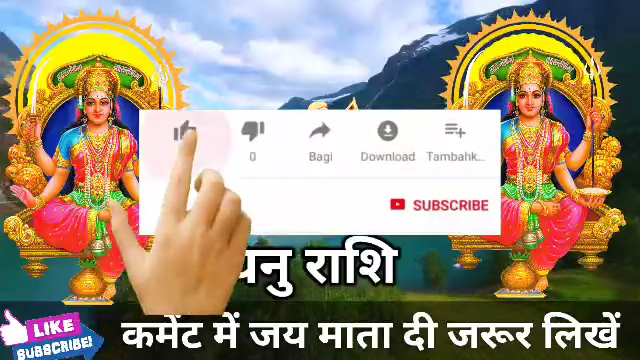 0 Bagi Download Tambahk...
SUBSCRIBE
राशि
LIKE
SUBSCRIBE!
कमेंट में जय माता दी जरूर लिखें